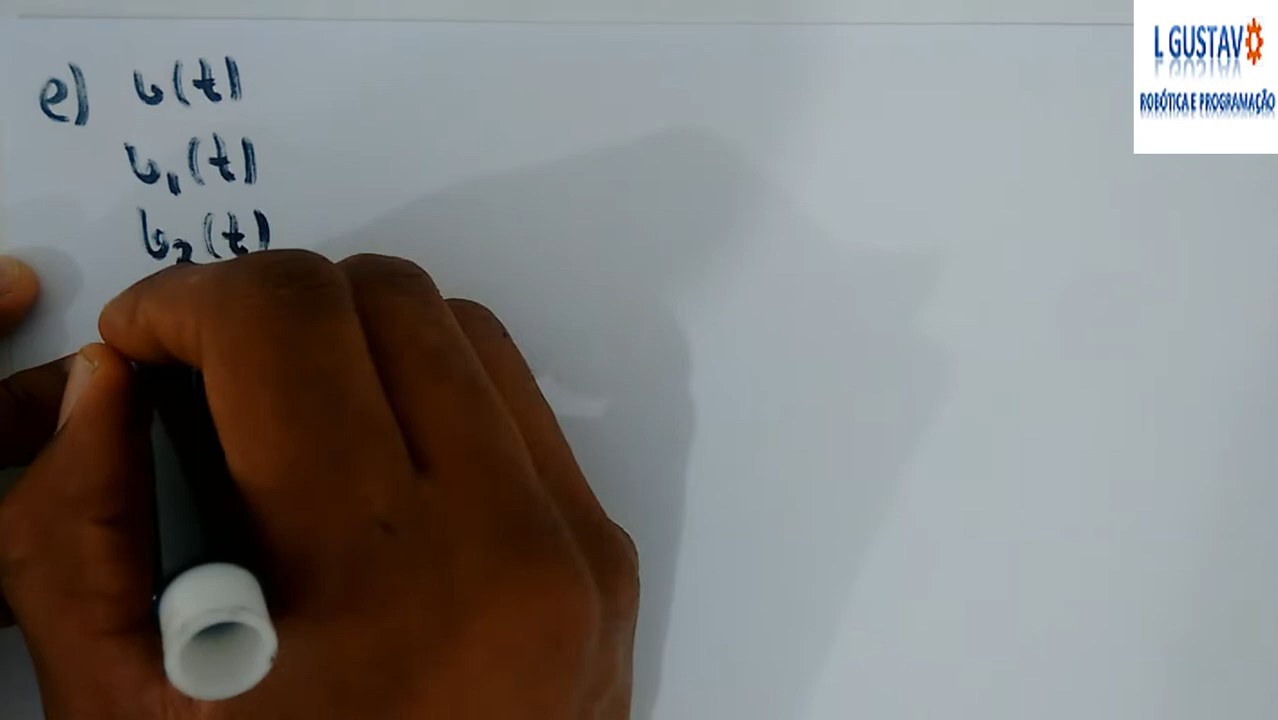 e) v(t)
v₁(t)
v₂(t)
L GUSTAVO
ROBÓTICA E PROGRAMAÇÃO